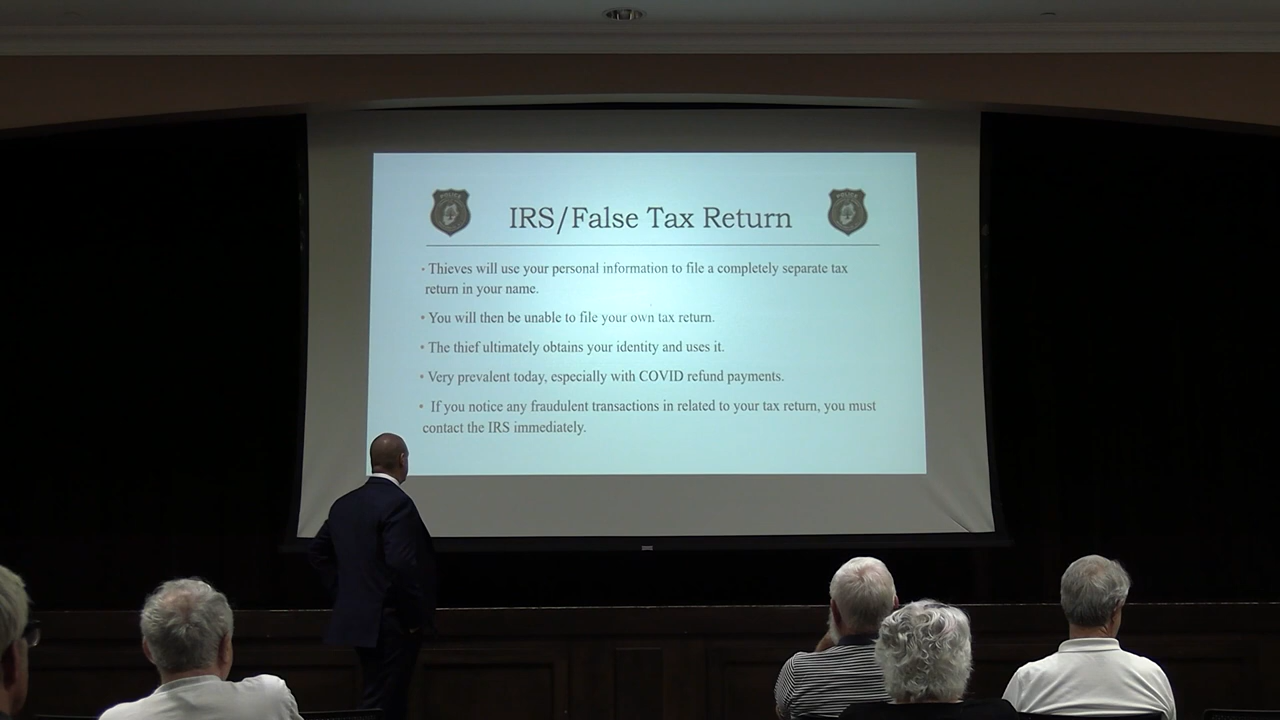 POLICE
POLICE
IRS/False Tax Return
• Thieves will use your personal information to file a completely separate tax
return in your name.
• You will then be unable to file your own tax return.
• The thief ultimately obtains your identity and uses it.
• Very prevalent today, especially with COVID refund payments.
• If you notice any fraudulent transactions in related to your tax return, you must
contact the IRS immediately.